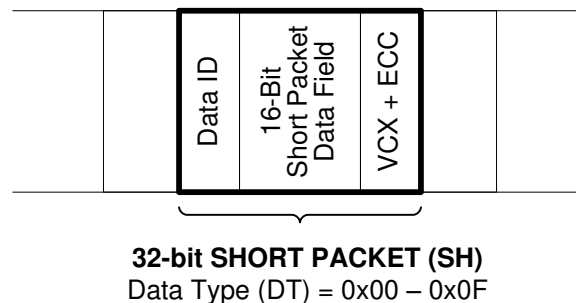 Data ID
16-Bit
Short Packet
Data Field
VCX + ECC
32-bit SHORT PACKET (SH)
Data Type (DT) = 0x00 – 0x0F